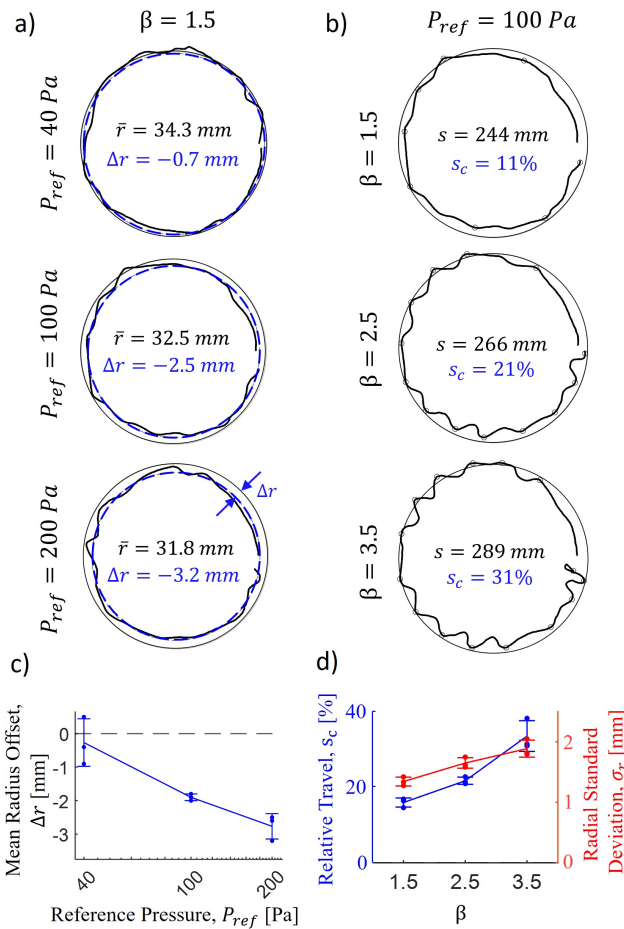 a)
β = 1.5
P_ref = 40 Pa
r̄ = 34.3 mm
Δr = −0.7 mm
P_ref = 100 Pa
r̄ = 32.5 mm
Δr = −2.5 mm
P_ref = 200 Pa
Δr
r̄ = 31.8 mm
Δr = −3.2 mm
b)
P_ref = 100 Pa
β = 1.5
s = 244 mm
s_c = 11%
β = 2.5
s = 266 mm
s_c = 21%
β = 3.5
s = 289 mm
s_c = 31%
c)
Mean Radius Offset,
Δr [mm]
0
-1
-2
-3
40
100
200
Reference Pressure, P_ref [Pa]
d)
Relative Travel, s_c [%]
40
20
0
1.5
2.5
3.5
β
2
1
0
Radial Standard
Deviation, σ_r [mm]